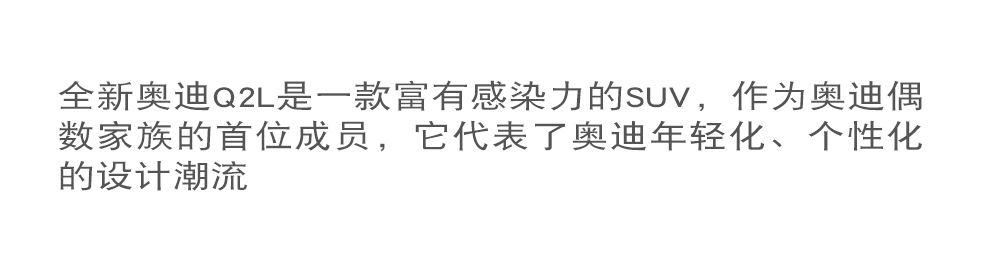 全新奥迪Q2L是一款富有感染力的SUV，作为奥迪偶
数家族的首位成员，它代表了奥迪年轻化、个性化
的设计潮流